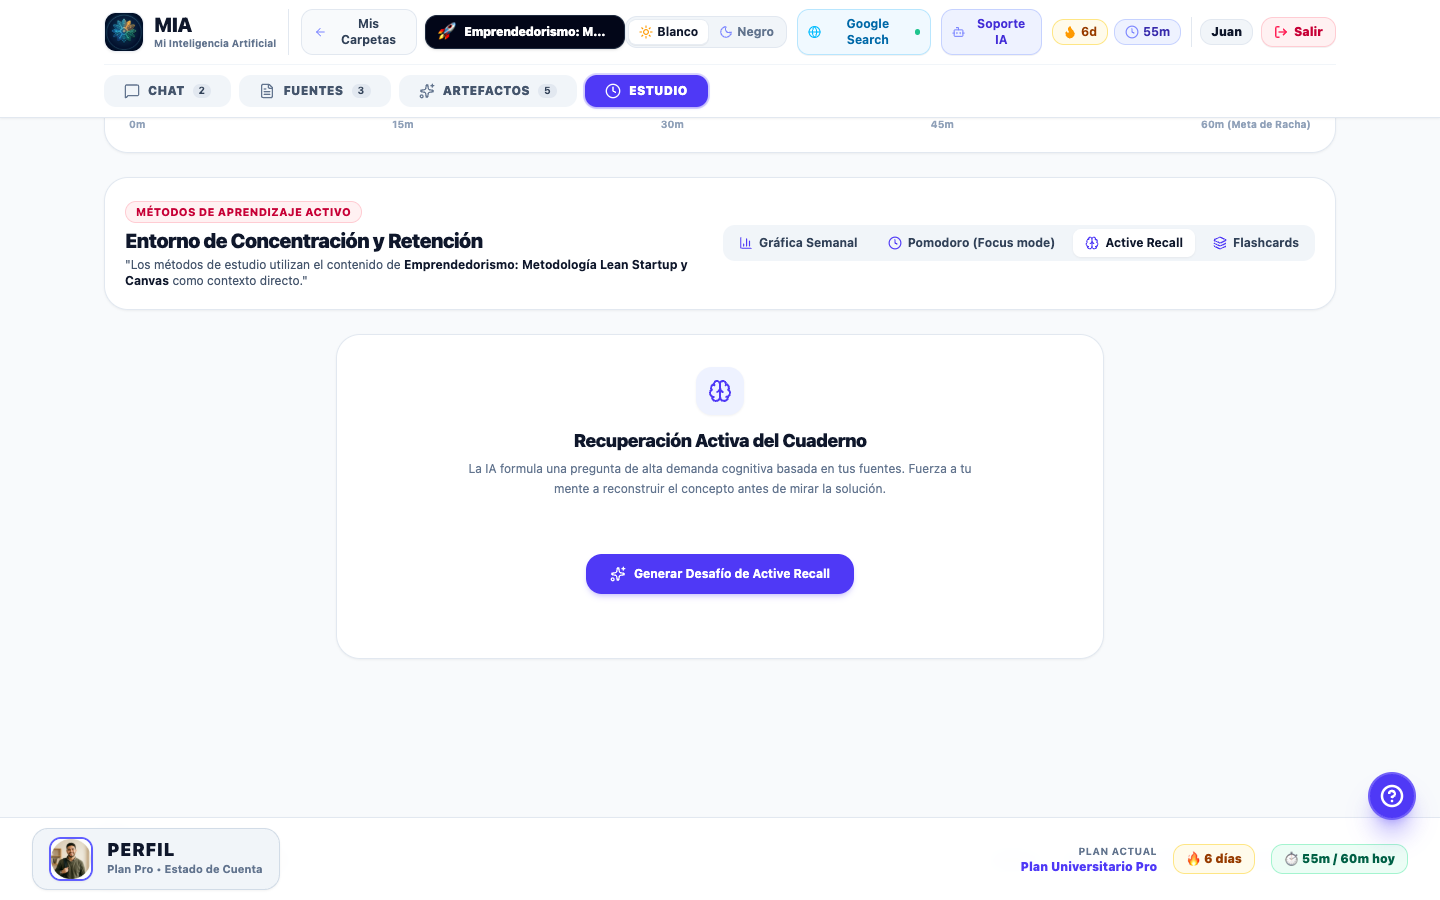 MIA
Mi Inteligencia Artificial
Mis
Carpetas
🚀 Emprendedorismo: M...
Blanco
Negro
Google
Search
Soporte
IA
6d
55m
Juan
Salir
CHAT 2
FUENTES 3
ARTEFACTOS 5
ESTUDIO
0m
15m
30m
45m
60m (Meta de Racha)
MÉTODOS DE APRENDIZAJE ACTIVO
Entorno de Concentración y Retención
"Los métodos de estudio utilizan el contenido de Emprendedorismo: Metodología Lean Startup y
Canvas como contexto directo."
Gráfica Semanal
Pomodoro (Focus mode)
Active Recall
Flashcards
Recuperación Activa del Cuaderno
La IA formula una pregunta de alta demanda cognitiva basada en tus fuentes. Fuerza a tu
mente a reconstruir el concepto antes de mirar la solución.
Generar Desafío de Active Recall
PERFIL
Plan Pro • Estado de Cuenta
PLAN ACTUAL
Plan Universitario Pro
🔥 6 días
⏱️ 55m / 60m hoy